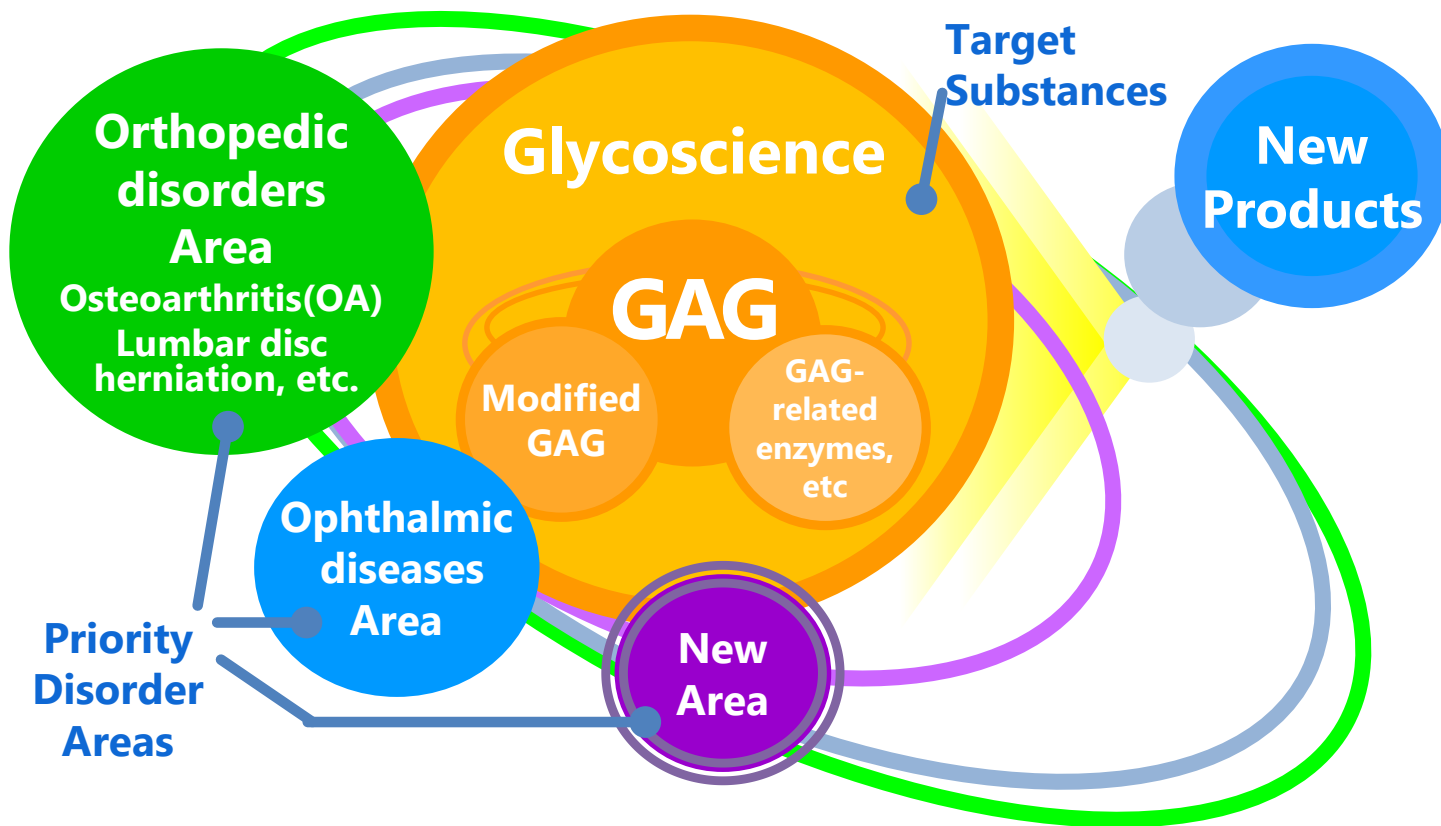 Target
Substances
New
Products
Orthopedic
disorders
Area
Osteoarthritis(OA)
Lumbar disc
herniation, etc.
Glycoscience
GAG
Modified
GAG
GAG-
related
enzymes,
etc
Ophthalmic
diseases
Area
New
Area
Priority
Disorder
Areas